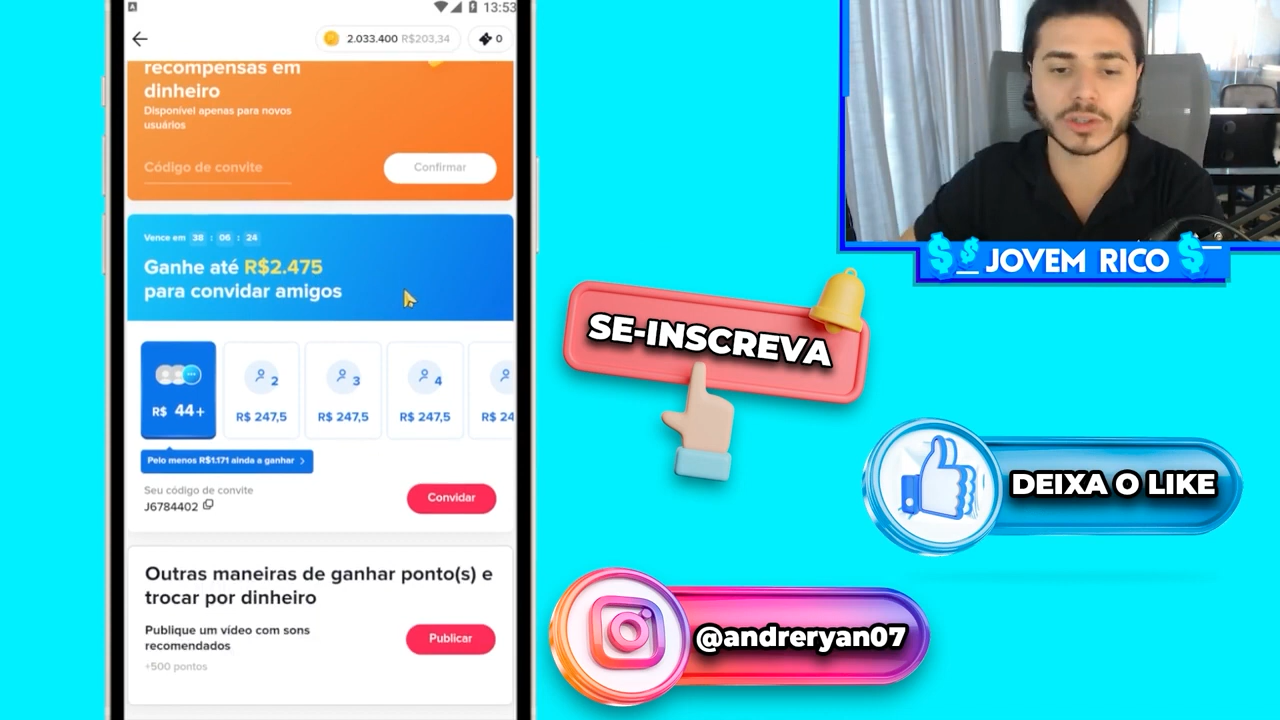 13:53
2.033.400 R$203,34
0
recompensas em
dinheiro
Disponível apenas para novos
usuários
Código de convite
Confirmar
Vence em 38 : 06 : 24
Ganhe até R$2.475
para convidar amigos
R$ 44+
2
R$ 247,5
3
R$ 247,5
4
R$ 247,5
R$ 24
Pelo menos R$1.171 ainda a ganhar
Seu código de convite
J6784402
Convidar
Outras maneiras de ganhar ponto(s) e
trocar por dinheiro
Publique um vídeo com sons
recomendados
+500 pontos
Publicar
$ $ JOVEM RICO $
SE-INSCREVA
DEIXA O LIKE
@andreryan07